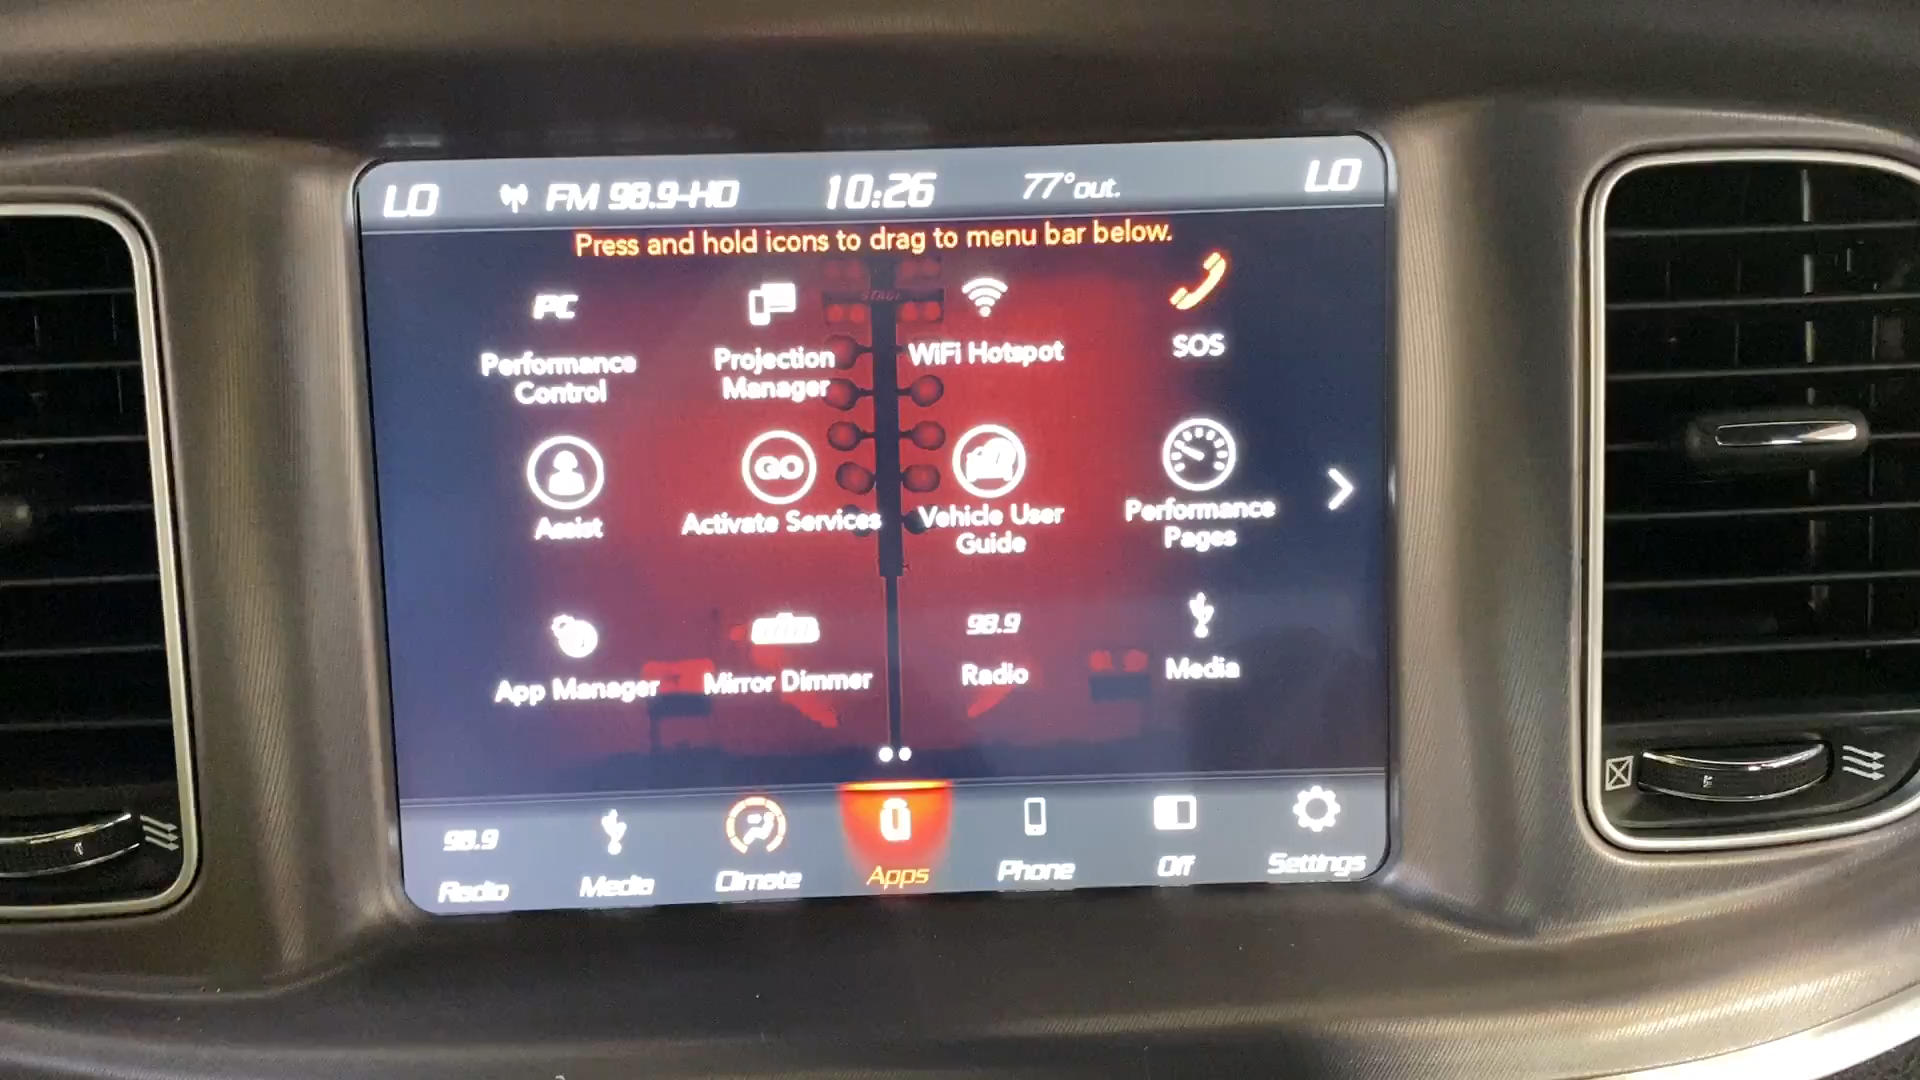 LO FM 98.9-HD 10:26 77°out. LO
Press and hold icons to drag to menu bar below.
STAGE
PC
Performance
Control
Projection
Manager
WiFi Hotspot
SOS
Assist
GO
Activate Services
Vehicle User
Guide
Performance
Pages
App Manager
Mirror Dimmer
98.9
Radio
Media
98.9
Radio
Media
Climate
Apps
Phone
Off
Settings